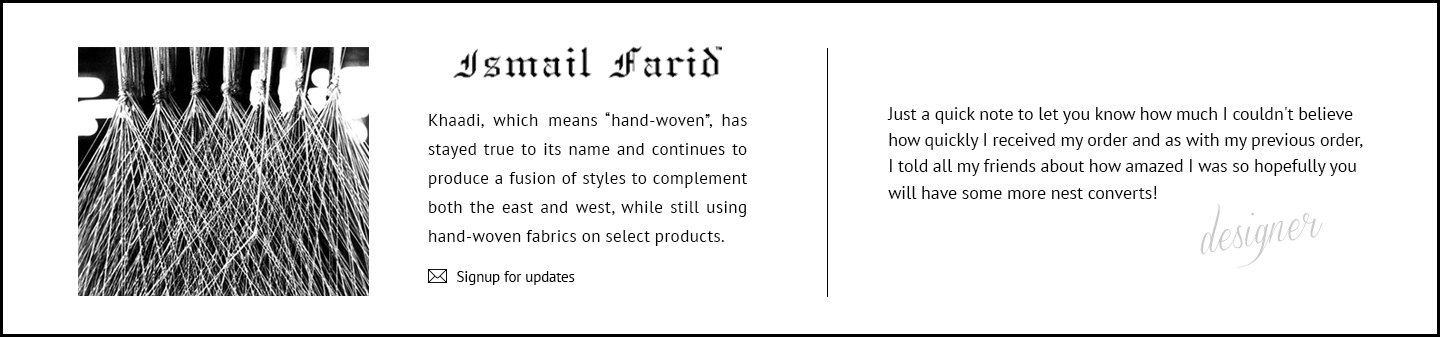 Ismail Farid™
Khaadi, which means “hand-woven”, has
stayed true to its name and continues to
produce a fusion of styles to complement
both the east and west, while still using
hand-woven fabrics on select products.
Signup for updates
Just a quick note to let you know how much I couldn't believe
how quickly I received my order and as with my previous order,
I told all my friends about how amazed I was so hopefully you
will have some more nest converts!
designer